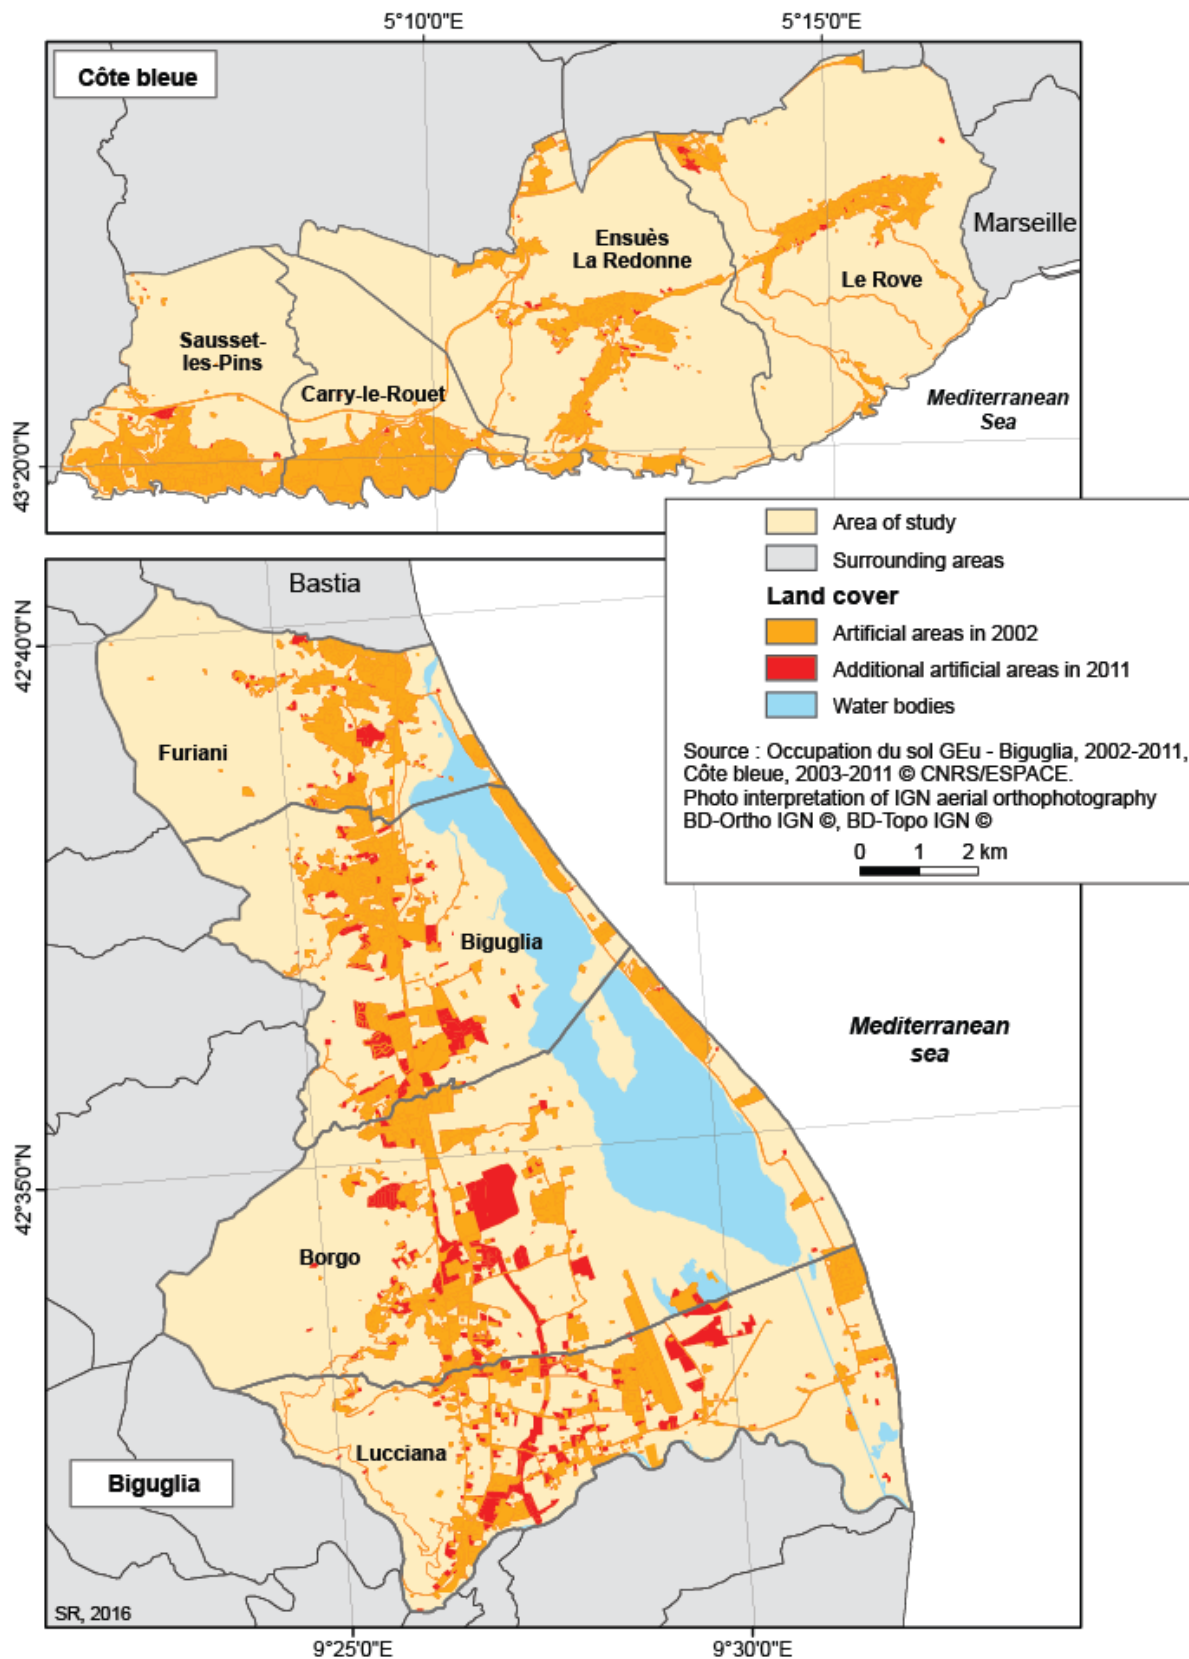 5°10'0"E
5°15'0"E
Côte bleue
Marseille
Ensuès
La Redonne
Le Rove
Sausset-
les-Pins
Carry-le-Rouet
Mediterranean
Sea
43°20'0"N
Area of study
Surrounding areas
Land cover
Artificial areas in 2002
Additional artificial areas in 2011
Water bodies
Source : Occupation du sol GEu - Biguglia, 2002-2011,
Côte bleue, 2003-2011 © CNRS/ESPACE.
Photo interpretation of IGN aerial orthophotography
BD-Ortho IGN ©, BD-Topo IGN ©
0 1 2 km
Bastia
42°40'0"N
Furiani
Biguglia
Mediterranean
sea
42°35'0"N
Borgo
Lucciana
Biguglia
SR, 2016
9°25'0"E
9°30'0"E